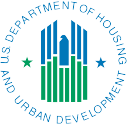 U.S. DEPARTMENT OF HOUSING
AND URBAN DEVELOPMENT